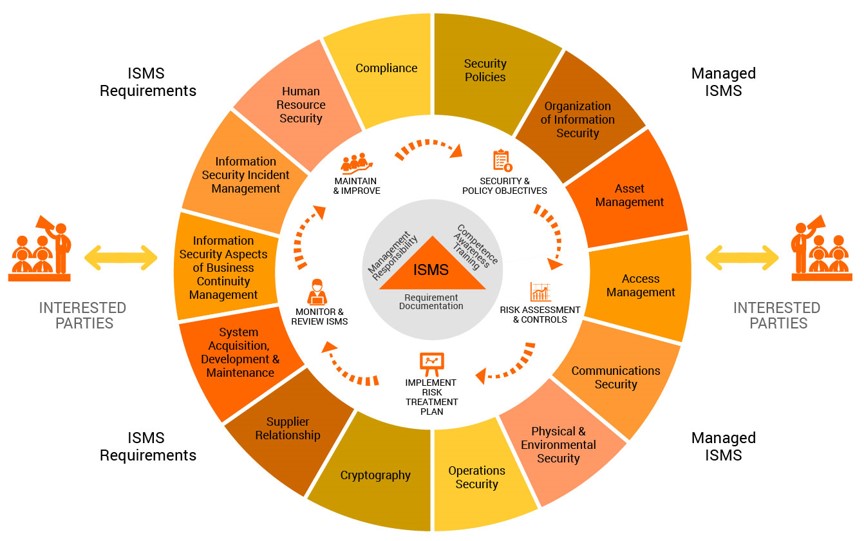 ISMS
Requirements
Managed
ISMS
Compliance
Security
Policies
Organization
of Information
Security
Asset
Management
Access
Management
Communications
Security
Physical &
Environmental
Security
Operations
Security
Cryptography
Supplier
Relationship
System
Acquisition,
Development &
Maintenance
Information
Security Aspects
of Business
Continuity
Management
Information
Security Incident
Management
Human
Resource
Security
MAINTAIN
& IMPROVE
SECURITY &
POLICY OBJECTIVES
RISK ASSESSMENT
& CONTROLS
IMPLEMENT
RISK
TREATMENT
PLAN
MONITOR &
REVIEW ISMS
Management
Responsibility
Competence
Awareness
Training
ISMS
Requirement
Documentation
INTERESTED
PARTIES
INTERESTED
PARTIES
ISMS
Requirements
Managed
ISMS